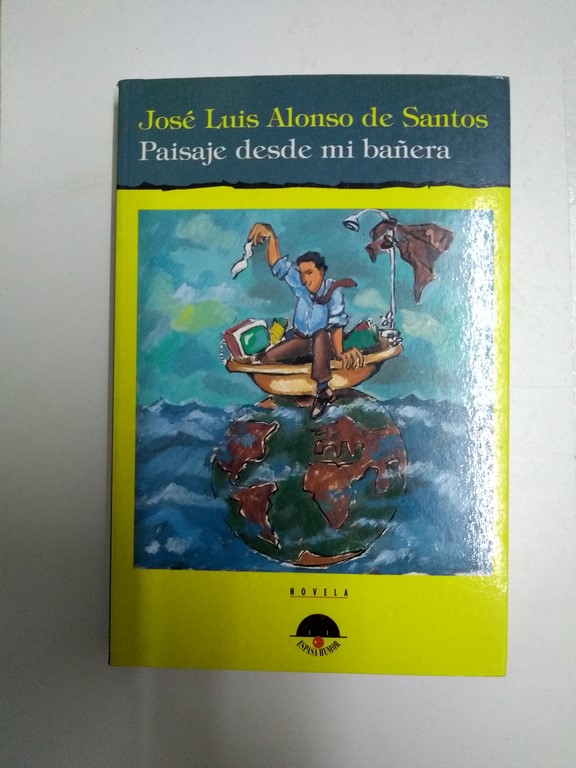 José Luis Alonso de Santos
Paisaje desde mi bañera
NOVELA
ESPASA HUMOR